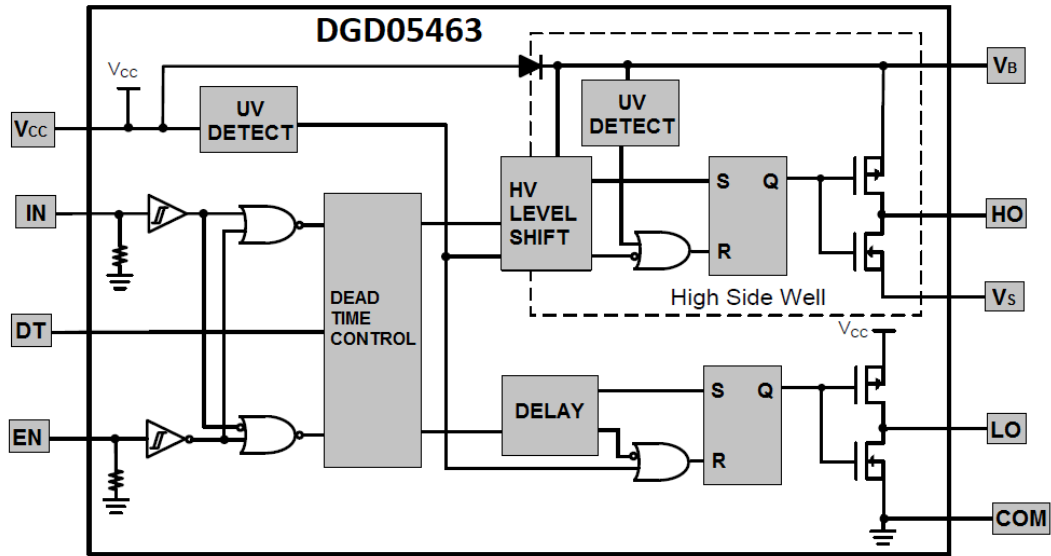 DGD05463
VCC
VCC
UV
DETECT
UV
DETECT
VB
IN
HV
LEVEL
SHIFT
S
Q
R
HO
High Side Well
VS
DT
DEAD
TIME
CONTROL
VCC
EN
DELAY
S
Q
R
LO
COM